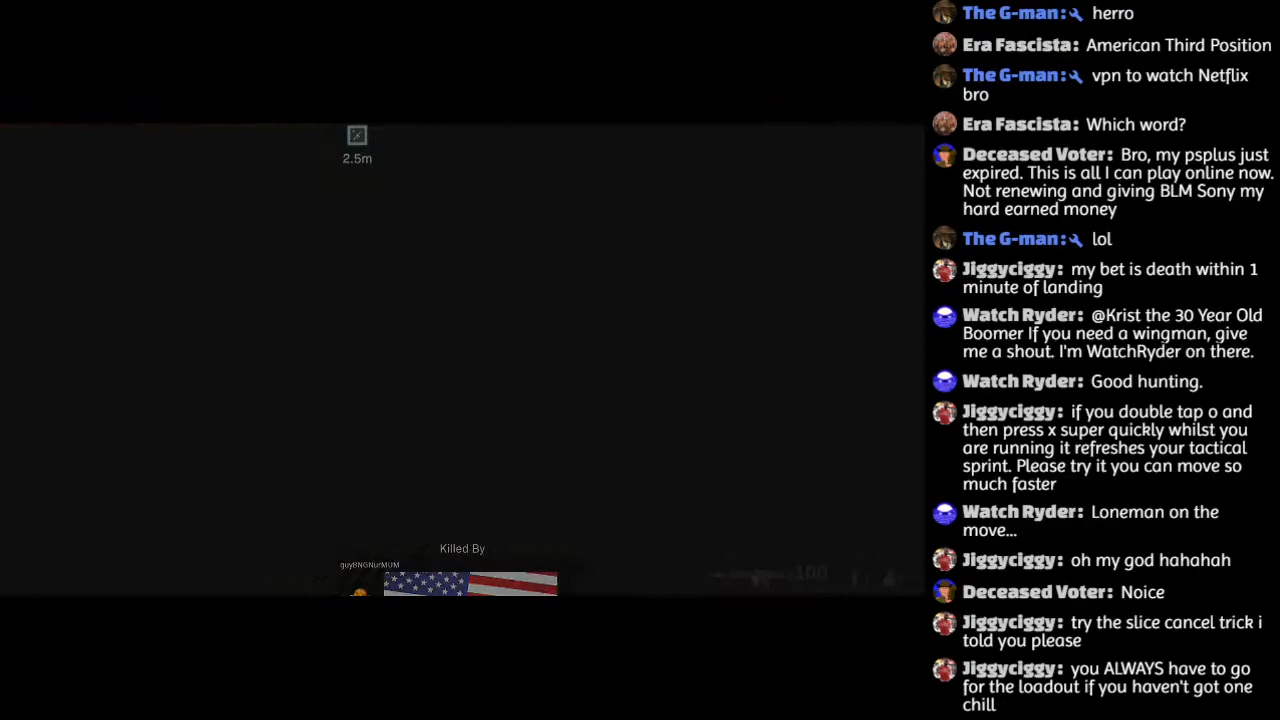 The G-man: herro
Era Fascista: American Third Position
The G-man: vpn to watch Netflix
bro
Era Fascista: Which word?
Deceased Voter: Bro, my psplus just
expired. This is all I can play online now.
Not renewing and giving BLM Sony my
hard earned money
The G-man: lol
Jiggyciggy: my bet is death within 1
minute of landing
Watch Ryder: @Krist the 30 Year Old
Boomer If you need a wingman, give
me a shout. I'm WatchRyder on there.
Watch Ryder: Good hunting.
Jiggyciggy: if you double tap o and
then press x super quickly whilst you
are running it refreshes your tactical
sprint. Please try it you can move so
much faster
Watch Ryder: Loneman on the
move...
Jiggyciggy: oh my god hahahah
Deceased Voter: Noice
Jiggyciggy: try the slice cancel trick i
told you please
Jiggyciggy: you ALWAYS have to go
for the loadout if you haven't got one
chill
2.5m
Killed By
guyBNGNurMUM
100